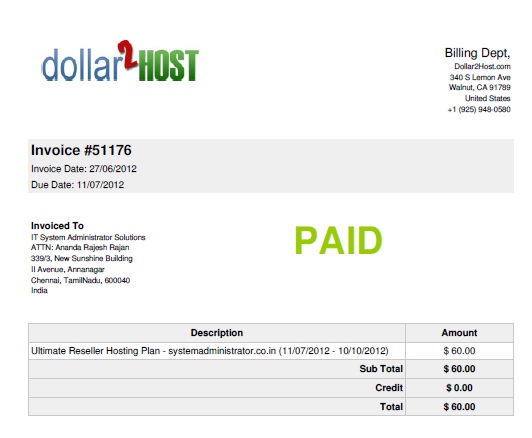 dollar2HOST
Billing Dept,
Dollar2Host.com
340 S Lemon Ave
Walnut, CA 91789
United States
+1 (925) 948-0580
Invoice #51176
Invoice Date: 27/06/2012
Due Date: 11/07/2012
Invoiced To
IT System Administrator Solutions
ATTN: Ananda Rajesh Rajan
339/3, New Sunshine Building
II Avenue, Annanagar
Chennai, TamilNadu, 600040
India
PAID
Description Amount
Ultimate Reseller Hosting Plan - systemadministrator.co.in (11/07/2012 - 10/10/2012) $ 60.00
Sub Total $ 60.00
Credit $ 0.00
Total $ 60.00